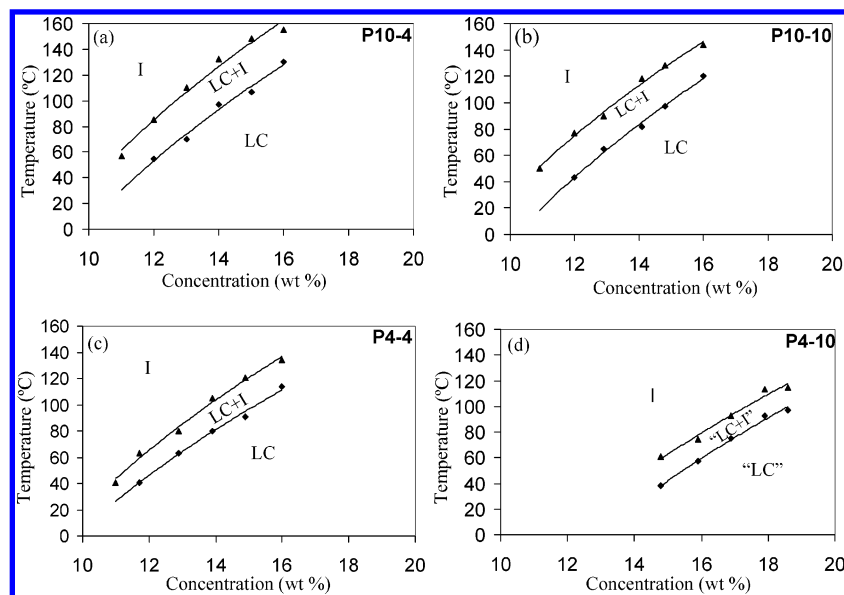 (a)
P10-4
160
140
120
100
80
60
40
20
0
I
LC+I
LC
Temperature (ºC)
10 12 14 16 18 20
Concentration (wt %)
(b)
P10-10
160
140
120
100
80
60
40
20
0
I
LC+I
LC
Temperature (ºC)
10 12 14 16 18 20
Concentration (wt %)
(c)
P4-4
160
140
120
100
80
60
40
20
0
I
LC+I
LC
Temperature (ºC)
10 12 14 16 18 20
Concentration (wt %)
(d)
P4-10
160
140
120
100
80
60
40
20
0
I
“LC+I”
“LC”
Temperature (ºC)
10 12 14 16 18 20
Concentration (wt %)